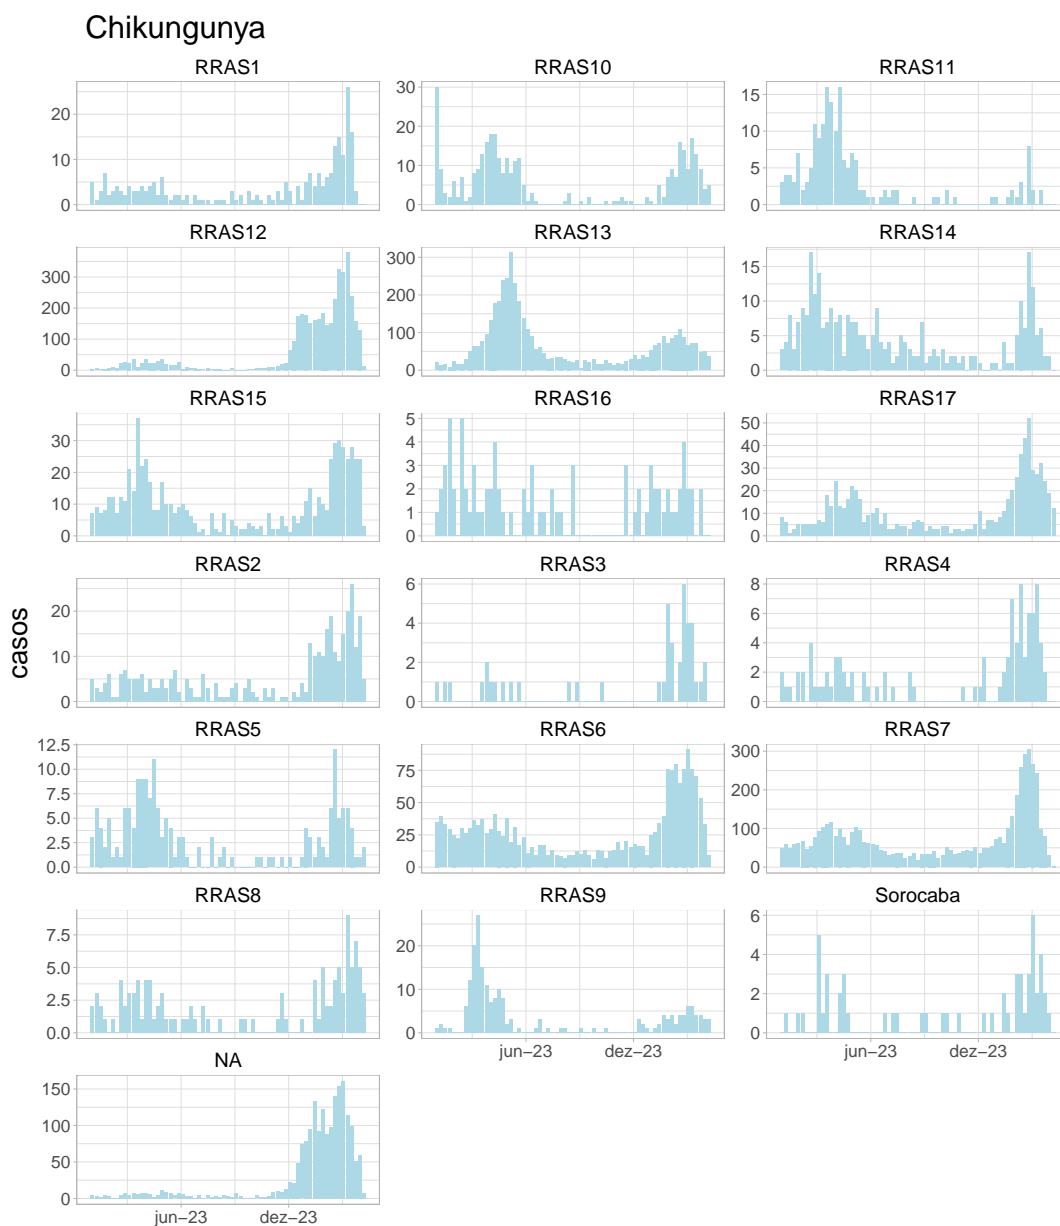 Chikungunya
RRAS1 RRAS10 RRAS11
0 10 20
0 10 20 30
0 5 10 15
RRAS12 RRAS13 RRAS14
0 100 200 300
0 100 200 300
0 5 10 15
RRAS15 RRAS16 RRAS17
0 10 20 30
0 1 2 3 4 5
0 10 20 30 40 50
RRAS2 RRAS3 RRAS4
0 10 20
0 2 4 6
0 2 4 6 8
casos
RRAS5 RRAS6 RRAS7
0.0 2.5 5.0 7.5 10.0 12.5
0 25 50 75
0 100 200 300
RRAS8 RRAS9 Sorocaba
0.0 2.5 5.0 7.5
0 10 20
0 2 4 6
jun−23 dez−23 jun−23 dez−23
NA
0 50 100 150
jun−23 dez−23